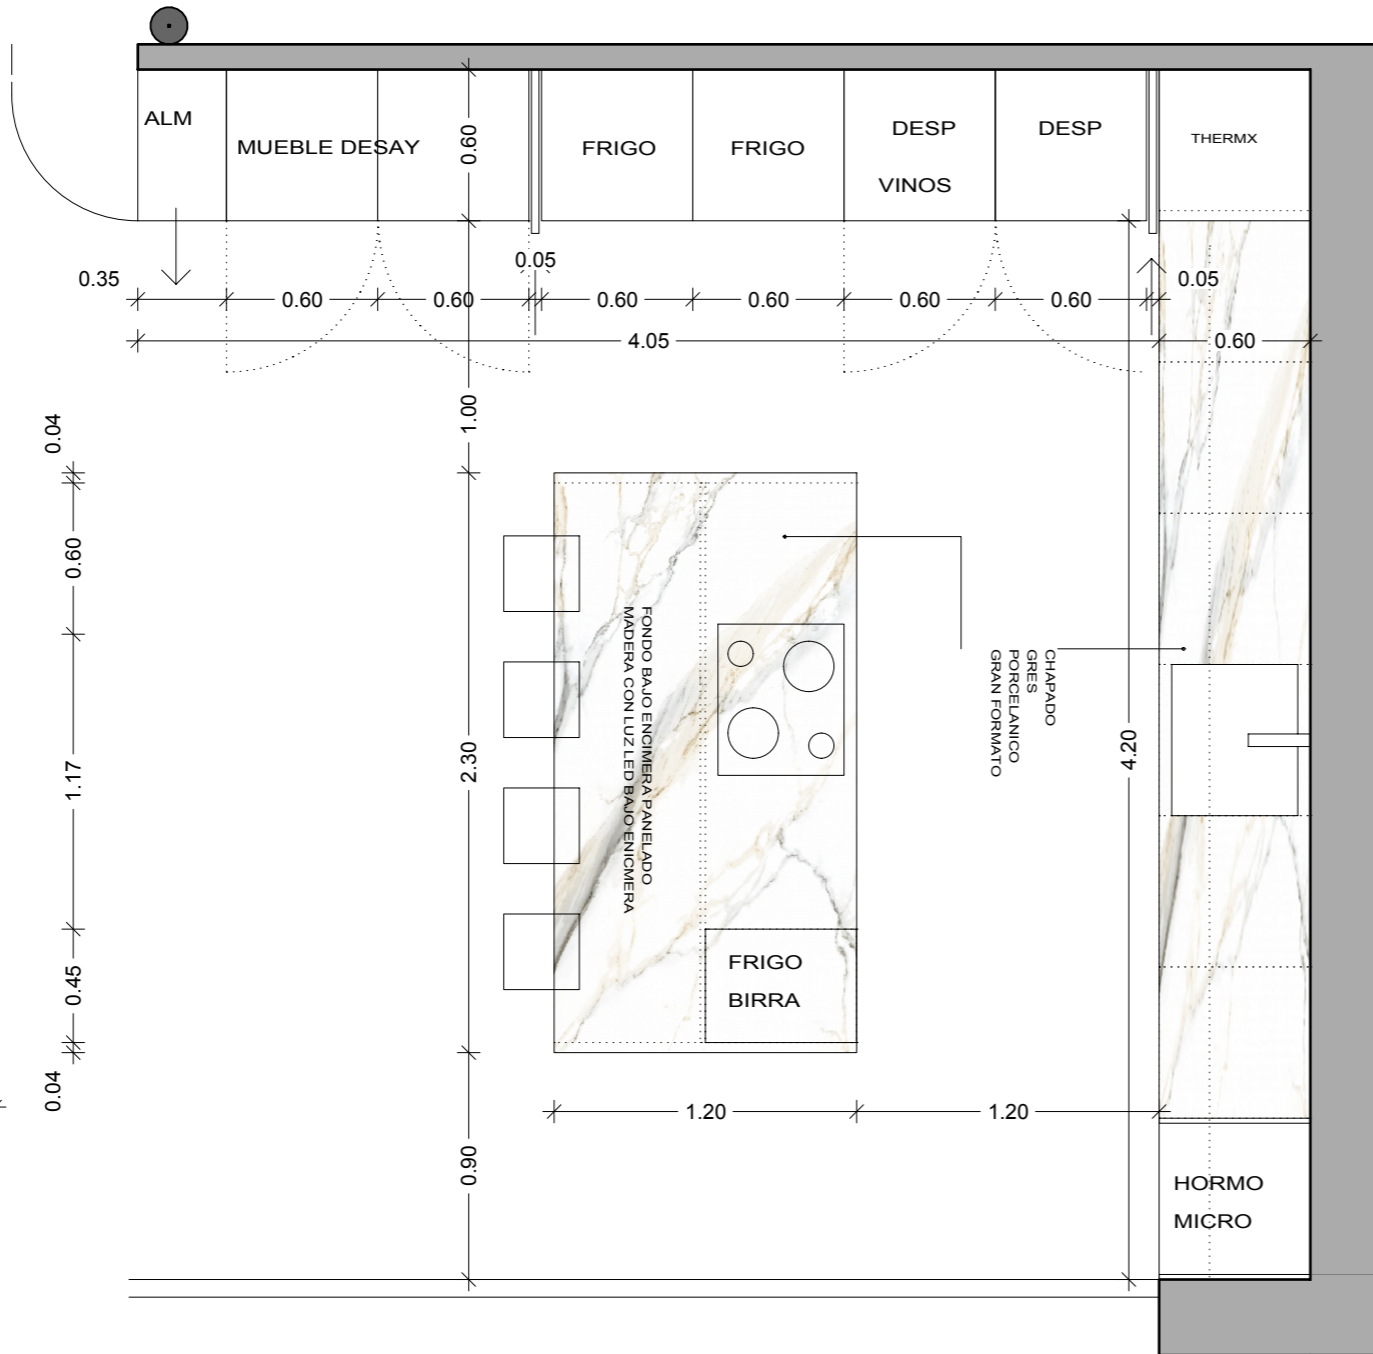 ALM
MUEBLE DESAY
0.60
FRIGO
FRIGO
DESP
VINOS
DESP
THERMX
0.35
0.60
0.60
0.05
0.60
0.60
0.60
0.60
0.05
4.05
0.60
1.00
0.04
0.60
1.17
0.45
0.04
2.30
0.90
FONDO BAJO ENCIMERA PANELADO
MADERA CON LUZ LED BAJO ENICMERA
CHAPADO
GRES
PORCELANICO
GRAN FORMATO
4.20
FRIGO
BIRRA
1.20
1.20
HORMO
MICRO